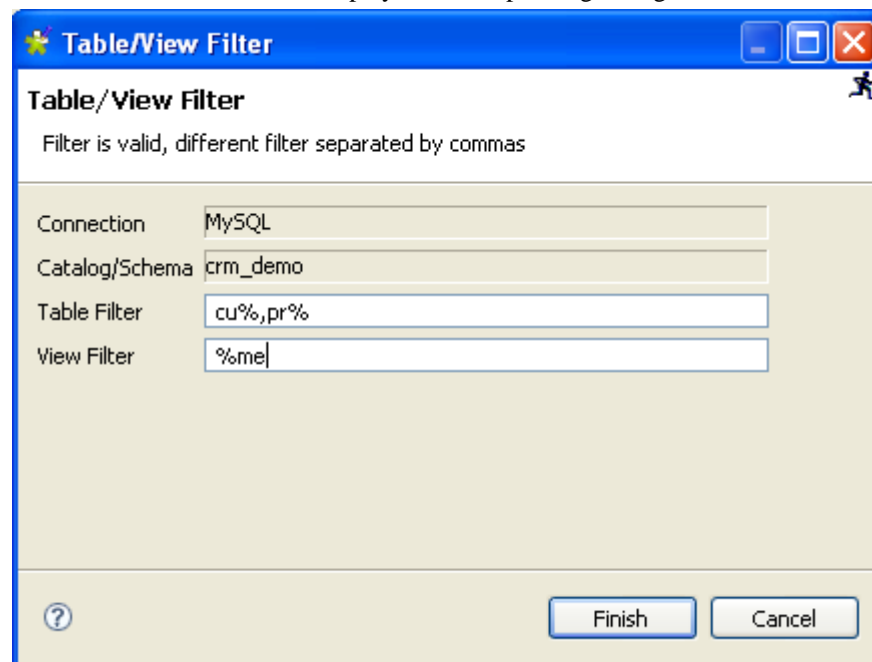 Table/View Filter
Table/View Filter
Filter is valid, different filter separated by commas
Connection MySQL
Catalog/Schema crm_demo
Table Filter cu%,pr%
View Filter %me
Finish Cancel